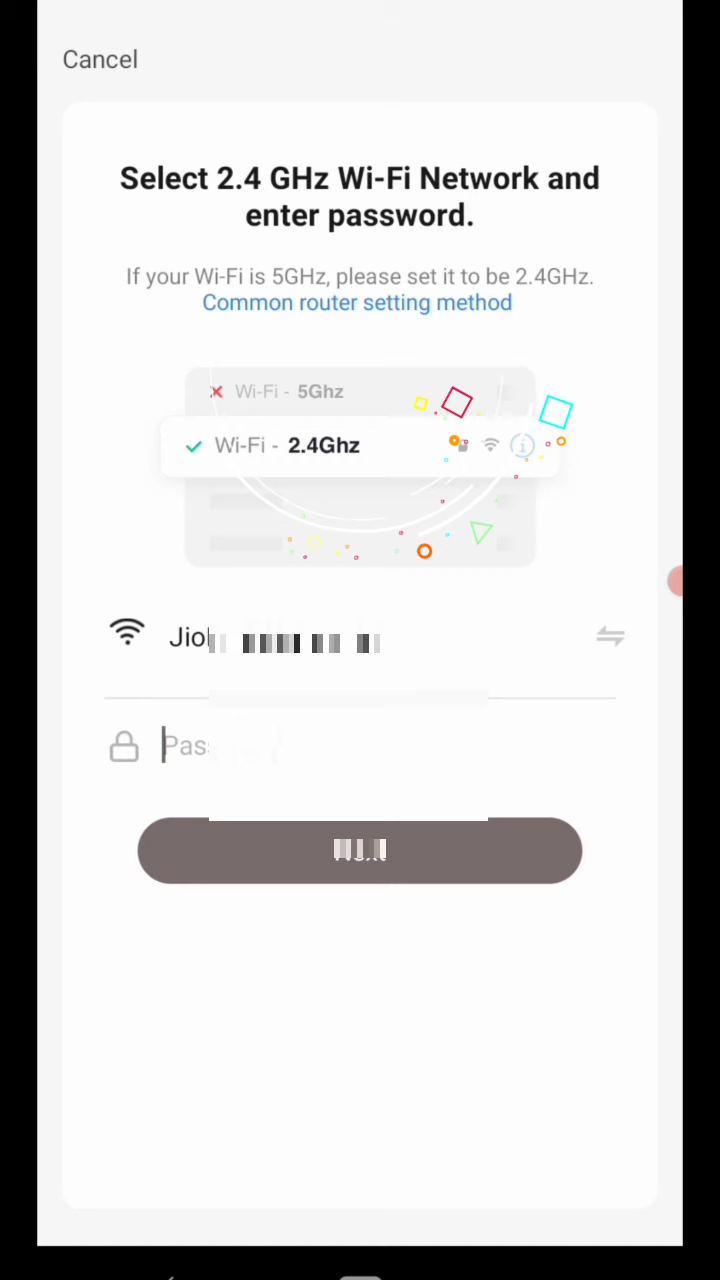 Cancel
Select 2.4 GHz Wi-Fi Network and
enter password.
If your Wi-Fi is 5GHz, please set it to be 2.4GHz.
Common router setting method
Wi-Fi - 5Ghz
Wi-Fi - 2.4Ghz